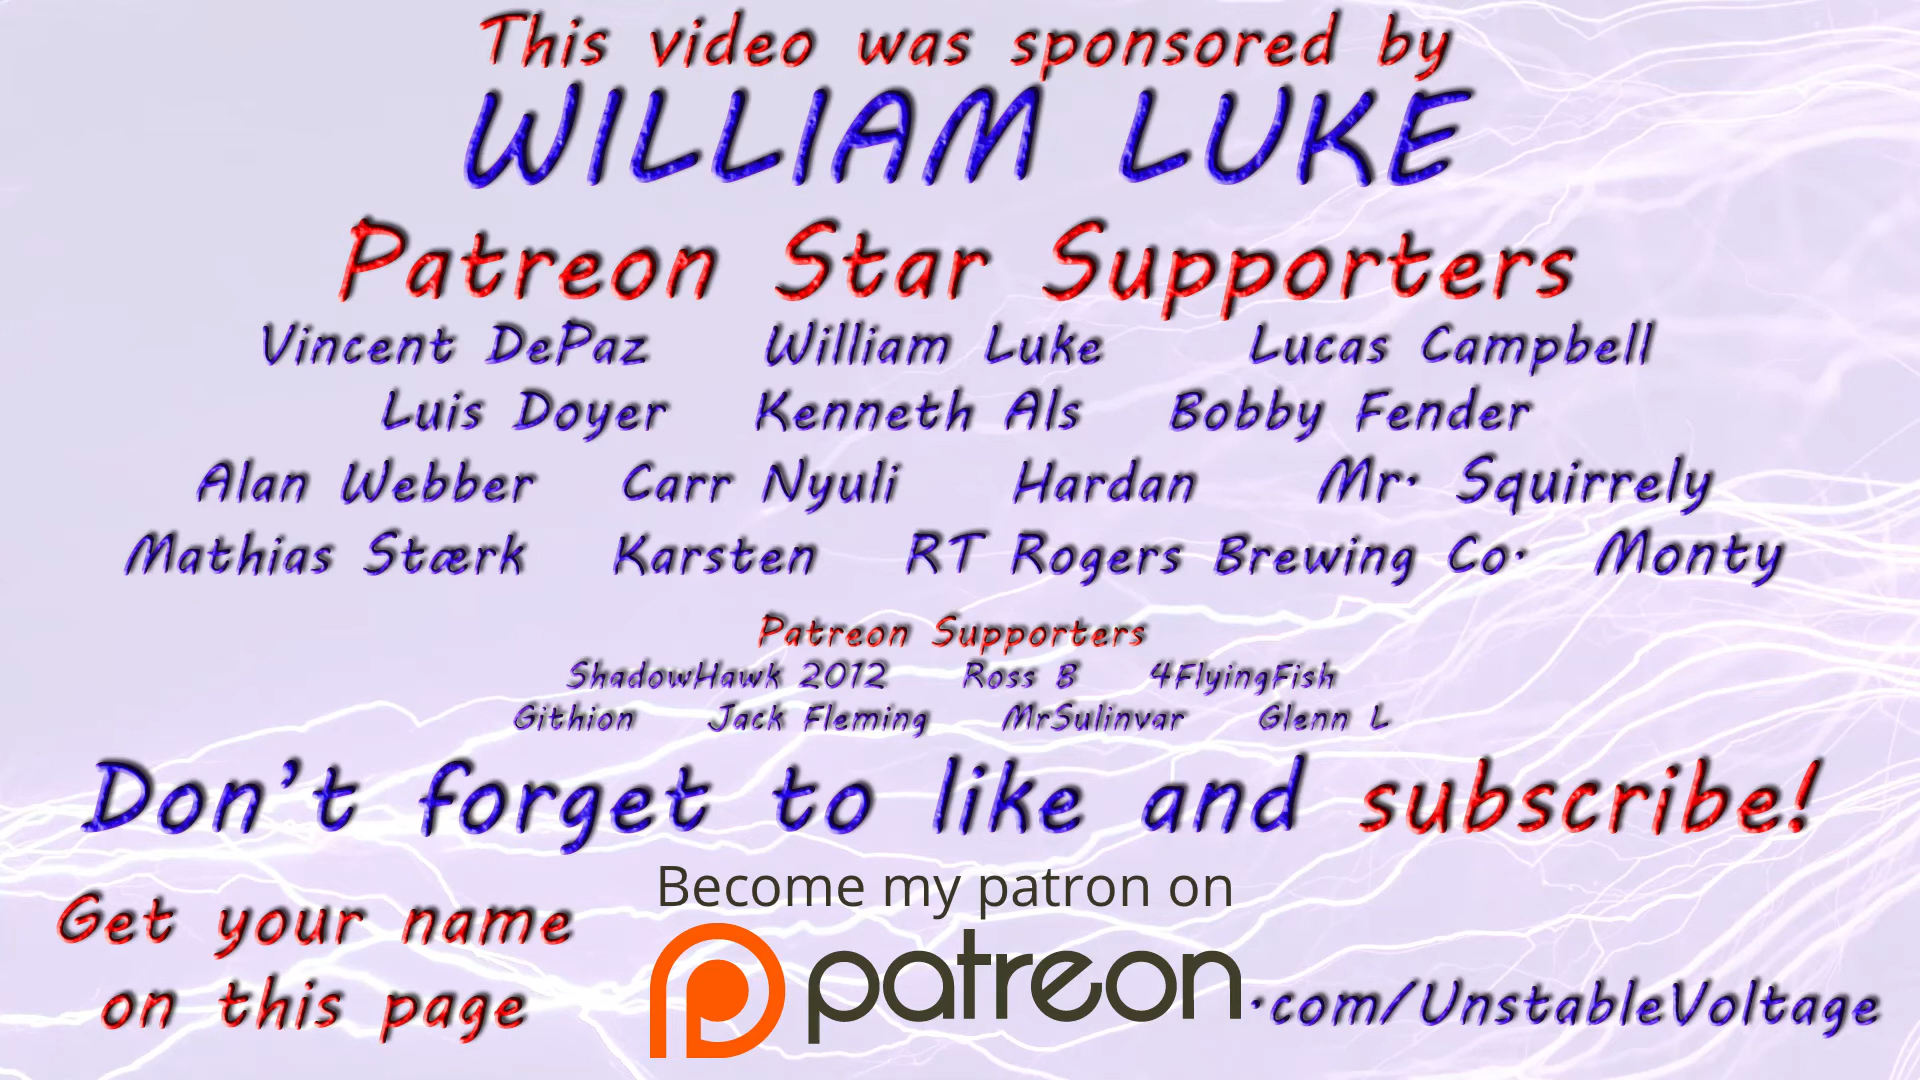 This video was sponsored by
WILLIAM LUKE
Patreon Star Supporters
Vincent DePaz William Luke Lucas Campbell
Luis Doyer Kenneth Als Bobby Fender
Alan Webber Carr Nyuli Hardan Mr. Squirrely
Mathias Stærk Karsten RT Rogers Brewing Co. Monty
Patreon Supporters
ShadowHawk 2012 Ross B 4FlyingFish
Githion Jack Fleming MrSulinvar Glenn L
Don't forget to like and subscribe!
Become my patron on
patreon.com/UnstableVoltage
Get your name
on this page